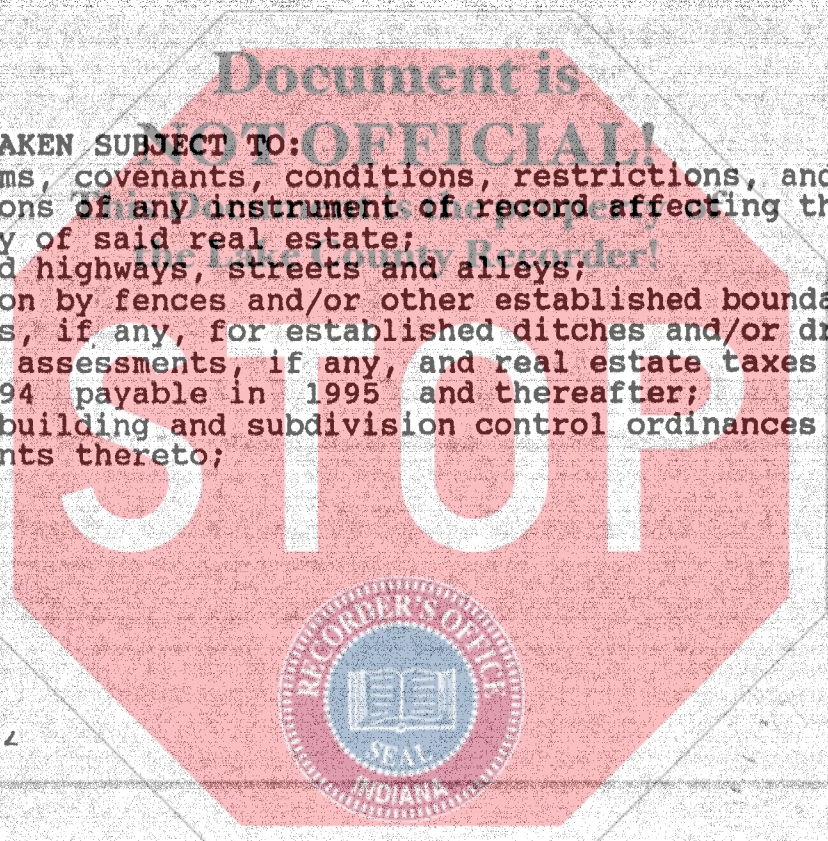 Document is
NOT OFFICIAL!
AKEN SUBJECT TO:
ms, covenants, conditions, restrictions, and
This Document is the property of
ons of any instrument of record affecting th
y of said real estate;
the Lake County Recorder!
d highways, streets and alleys;
on by fences and/or other established bounda
s, if any, for established ditches and/or dr
assessments, if any, and real estate taxes
94 payable in 1995 and thereafter;
building and subdivision control ordinances
nts thereto;
STOP
RECORDER'S OFFICE
SEAL
INDIANA